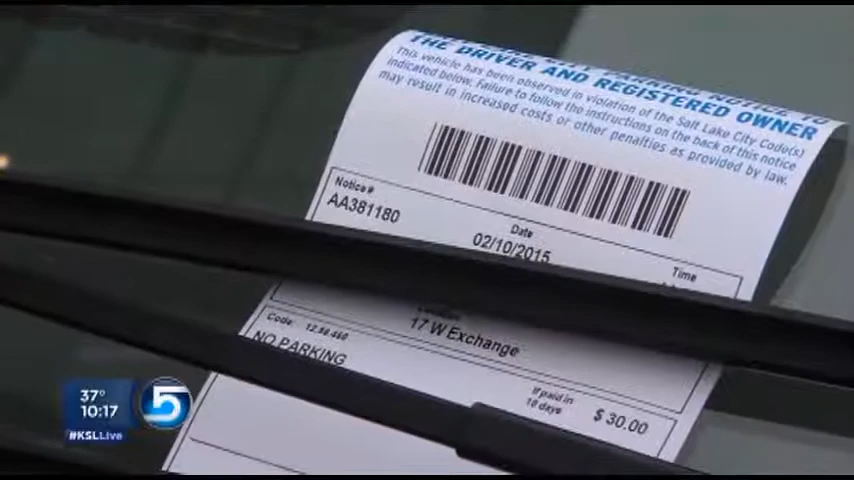 THE DRIVER AND REGISTERED OWNER
This vehicle has been observed in violation of the Salt Lake City Code(s)
indicated below. Failure to follow the instructions on the back of this notice
may result in increased costs or other penalties as provided by law.
Notice # Date Time
AA381180 02/10/2015
17 W Exchange
Code 12.56.450
NO PARKING
If paid in
10 days
$ 30.00
37°
10:17
5
#KSLLive